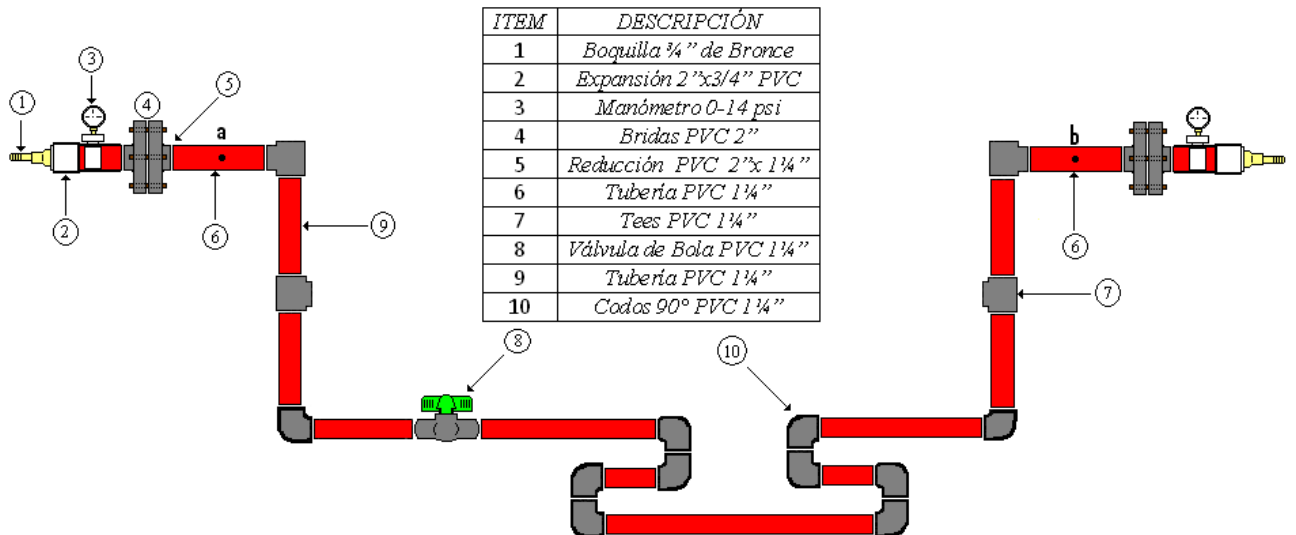 ITEM DESCRIPCIÓN
1 Boquilla ¾” de Bronce
2 Expansión 2”x3/4” PVC
3 Manómetro 0-14 psi
4 Bridas PVC 2”
5 Reducción PVC 2”x 1¼”
6 Tubería PVC 1¼”
7 Tees PVC 1¼”
8 Válvula de Bola PVC 1¼”
9 Tubería PVC 1¼”
10 Codos 90° PVC 1¼”
3
5
1
4
a
b
2
6
9
6
7
8
10